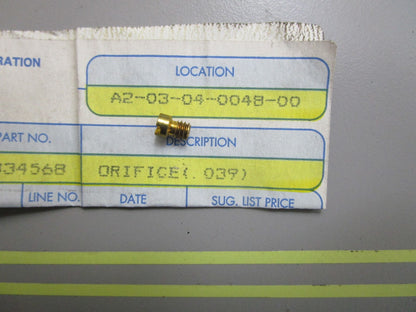 RATION
LOCATION
A2-03-04-0048-00
PART NO.
DESCRIPTION
334568
ORIFICE(.039)
LINE NO.
DATE
SUG. LIST PRICE